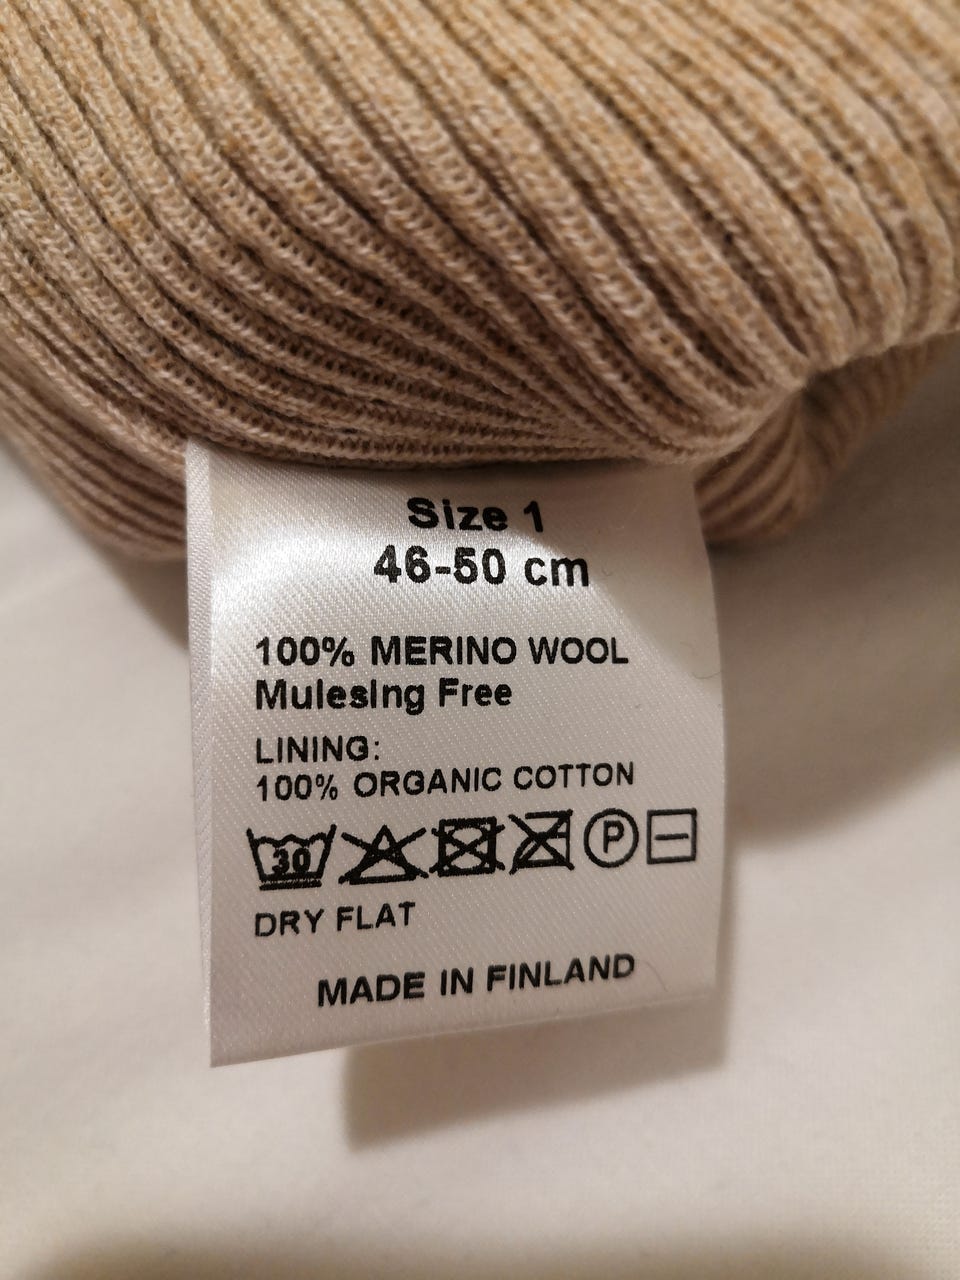 Size 1
46-50 cm
100% MERINO WOOL
Mulesing Free
LINING:
100% ORGANIC COTTON
30 P
DRY FLAT
MADE IN FINLAND